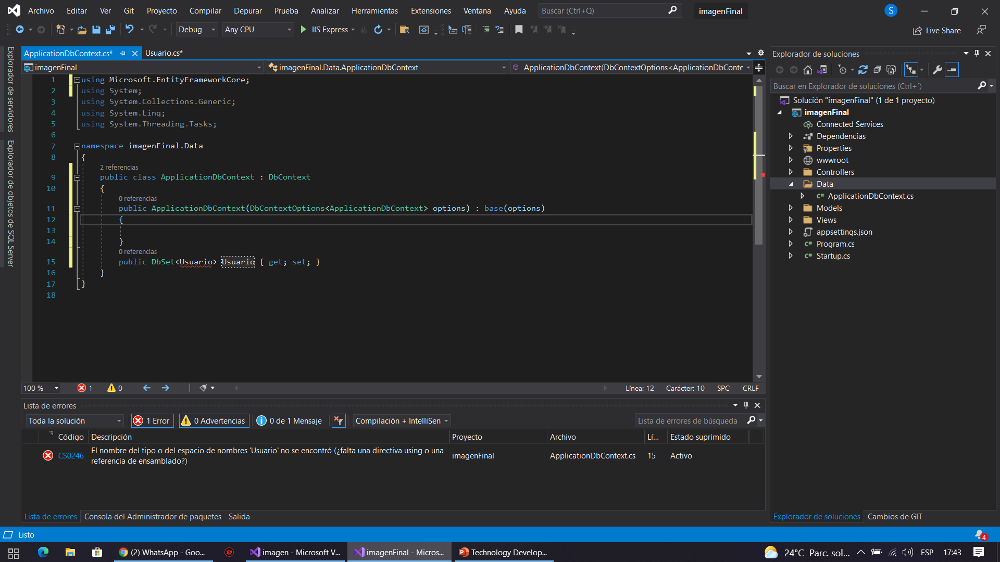 Archivo Editar Ver Git Proyecto Compilar Depurar Prueba Analizar Herramientas Extensiones Ventana Ayuda Buscar (Ctrl+Q) imagenFinal S
Debug Any CPU IIS Express Live Share
Explorador de servidores
Explorador de objetos de SQL Server
ApplicationDbContext.cs* Usuario.cs*
imagenFinal imagenFinal.Data.ApplicationDbContext ApplicationDbContext(DbContextOptions<ApplicationDbConte
1 using Microsoft.EntityFrameworkCore;
2 using System;
3 using System.Collections.Generic;
4 using System.Linq;
5 using System.Threading.Tasks;
6
7 namespace imagenFinal.Data
8 {
2 referencias
9 public class ApplicationDbContext : DbContext
10 {
0 referencias
11 public ApplicationDbContext(DbContextOptions<ApplicationDbContext> options) : base(options)
12 {
13
14 }
0 referencias
15 public DbSet<Usuario> Usuario { get; set; }
16 }
17 }
18
100 % 1 0 Línea: 12 Carácter: 10 SPC CRLF
Lista de errores
Toda la solución 1 Error 0 Advertencias 0 de 1 Mensaje Compilación + IntelliSen Lista de errores de búsqueda
Código Descripción Proyecto Archivo Lí... Estado suprimido
CS0246 El nombre del tipo o del espacio de nombres 'Usuario' no se encontró (¿falta una directiva using o una
referencia de ensamblado?) imagenFinal ApplicationDbContext.cs 15 Activo
Lista de errores Consola del Administrador de paquetes Salida
Explorador de soluciones
Buscar en Explorador de soluciones (Ctrl+´)
Solución "imagenFinal" (1 de 1 proyecto)
imagenFinal
Connected Services
Dependencias
Properties
wwwroot
Controllers
Data
C# ApplicationDbContext.cs
Models
Views
appsettings.json
C# Program.cs
C# Startup.cs
Explorador de soluciones Cambios de GIT
Listo 4
(2) WhatsApp - Goo... imagen - Microsoft V... imagenFinal - Micros... Technology Develop... 24°C Parc. sol... ESP 17:43